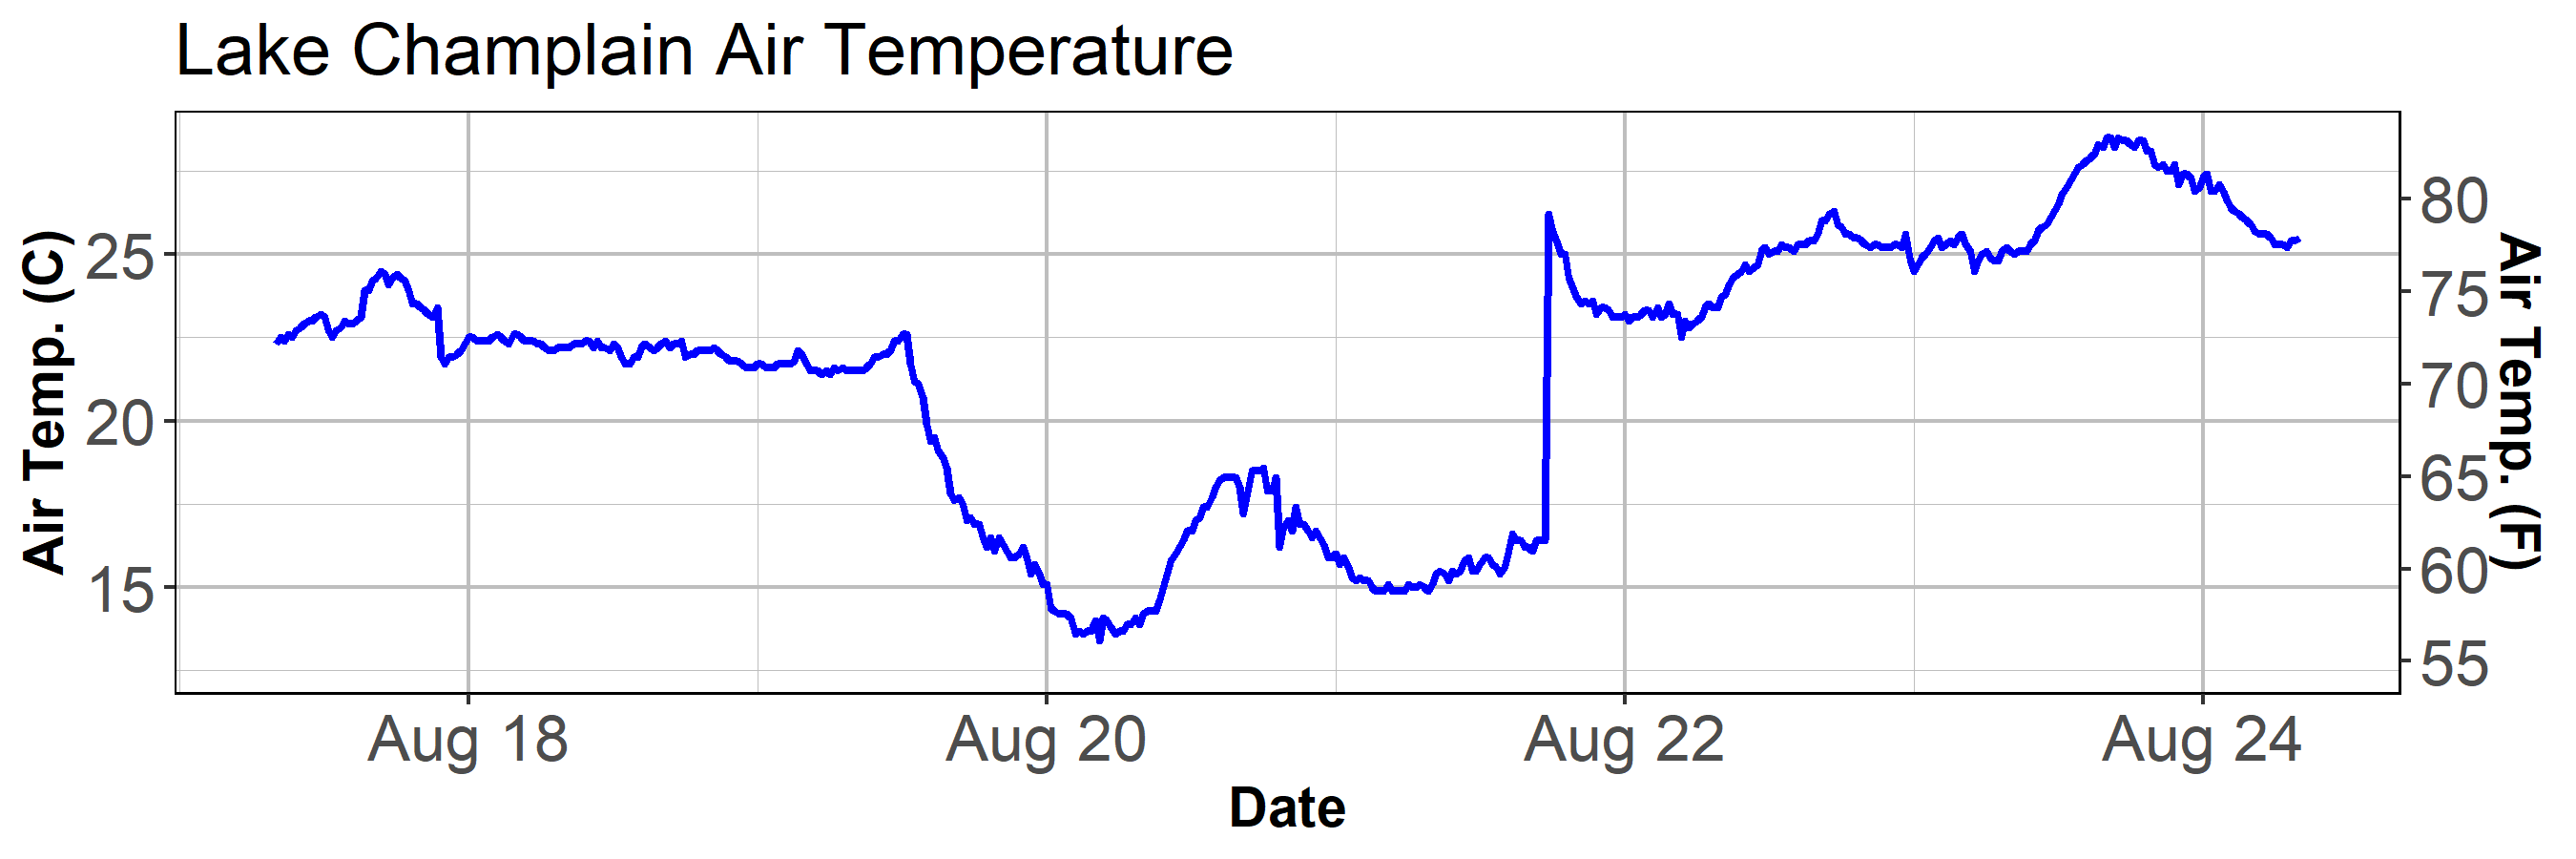 Lake Champlain Air Temperature
Air Temp. (C)
25
20
15
80
75
70
65
60
55
Air Temp. (F)
Aug 18 Aug 20 Aug 22 Aug 24
Date